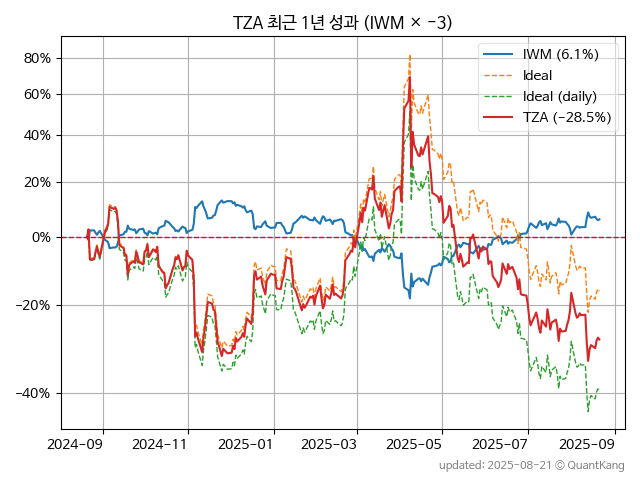 TZA 최근 1년 성과 (IWM × −3)
80%
60%
40%
20%
0%
−20%
−40%
IWM (6.1%)
Ideal
Ideal (daily)
TZA (−28.5%)
2024-09
2024-11
2025-01
2025-03
2025-05
2025-07
2025-09
updated: 2025-08-21 © QuantKang